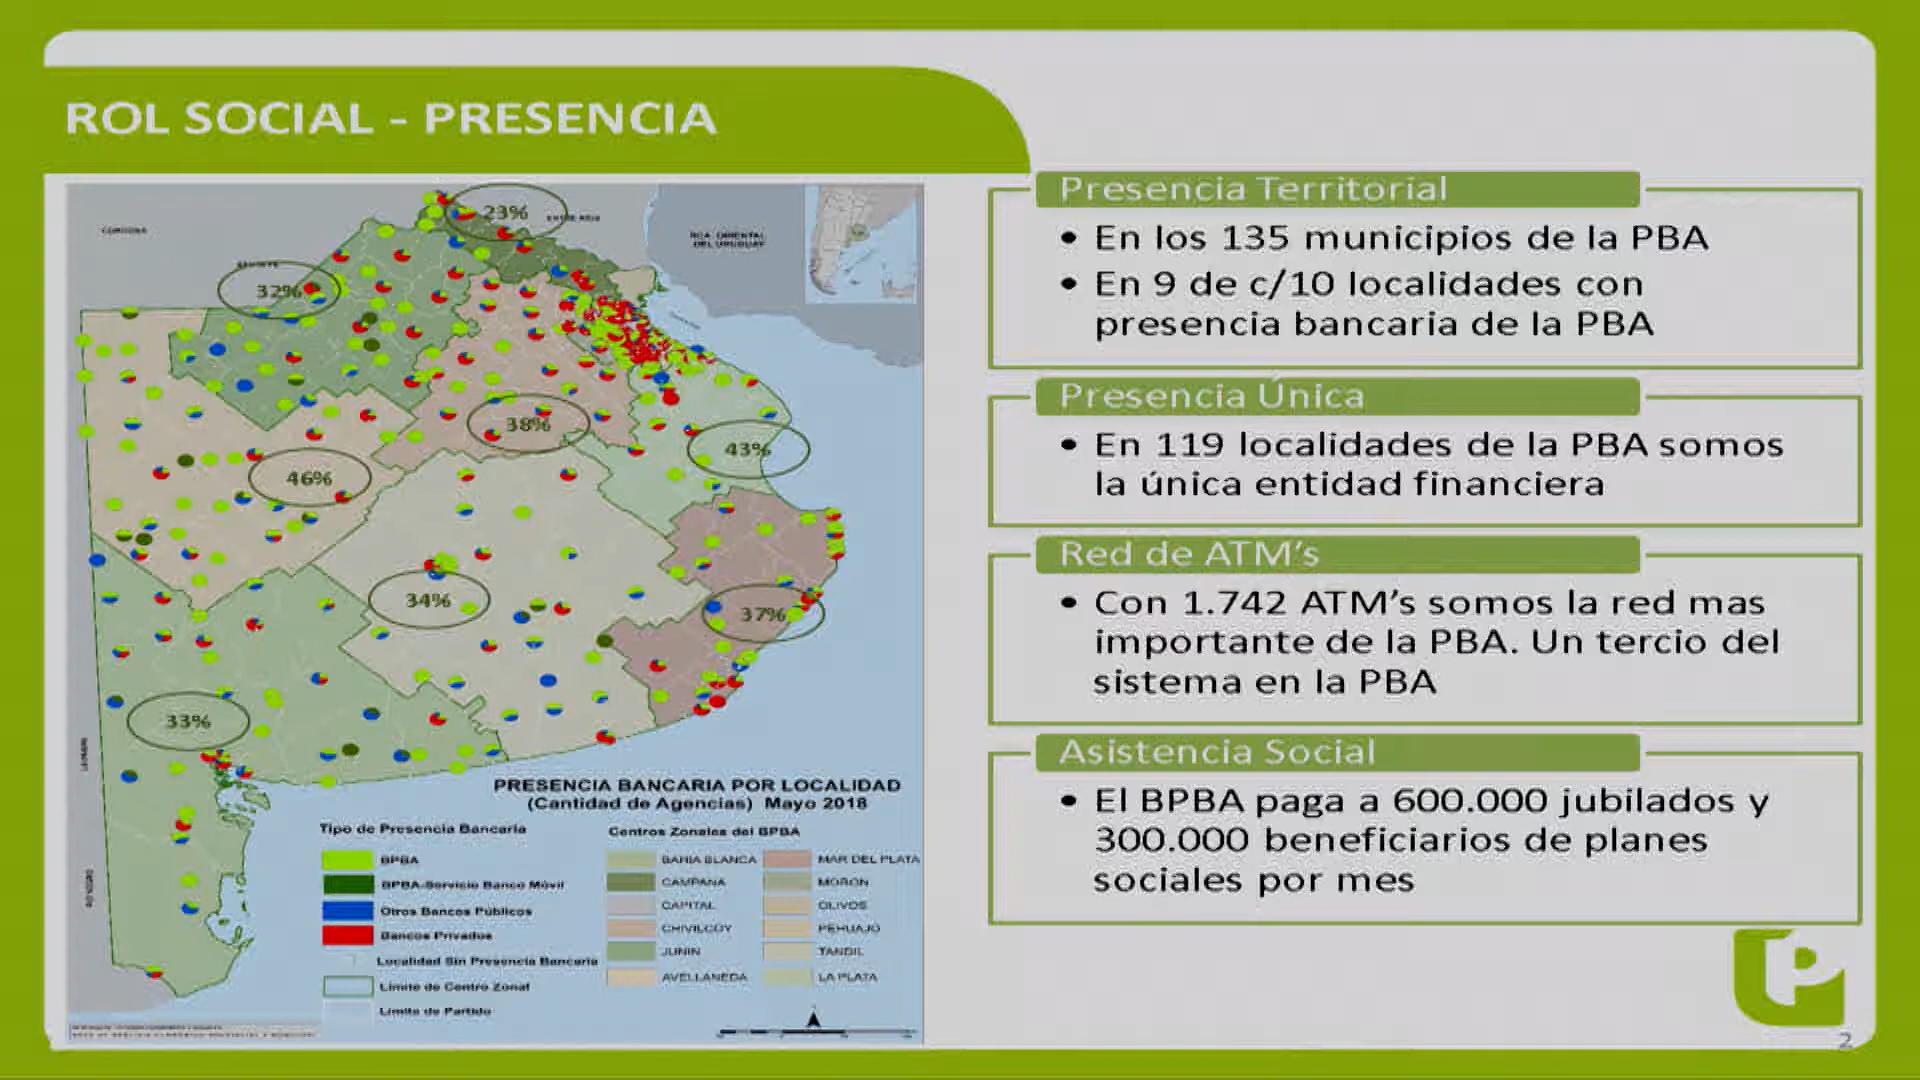 ROL SOCIAL - PRESENCIA
CORDOBA
RCA. ORIENTAL
DEL URUGUAY
23%
32%
38%
43%
46%
34%
37%
33%
PRESENCIA BANCARIA POR LOCALIDAD
(Cantidad de Agencias) Mayo 2018
Tipo de Presencia Bancaria
BPBA
BPBA-Servicio Banco Móvil
Otros Bancos Públicos
Bancos Privados
Localidad Sin Presencia Bancaria
Límite de Centro Zonal
Límite de Partido
Centros Zonales del BPBA
BAHIA BLANCA
CAMPANA
CAPITAL
CHIVILCOY
JUNIN
AVELLANEDA
MAR DEL PLATA
MORON
OLIVOS
PEHUAJO
TANDIL
LA PLATA
Presencia Territorial
• En los 135 municipios de la PBA
• En 9 de c/10 localidades con
presencia bancaria de la PBA
Presencia Única
• En 119 localidades de la PBA somos
la única entidad financiera
Red de ATM’s
• Con 1.742 ATM’s somos la red mas
importante de la PBA. Un tercio del
sistema en la PBA
Asistencia Social
• El BPBA paga a 600.000 jubilados y
300.000 beneficiarios de planes
sociales por mes
2